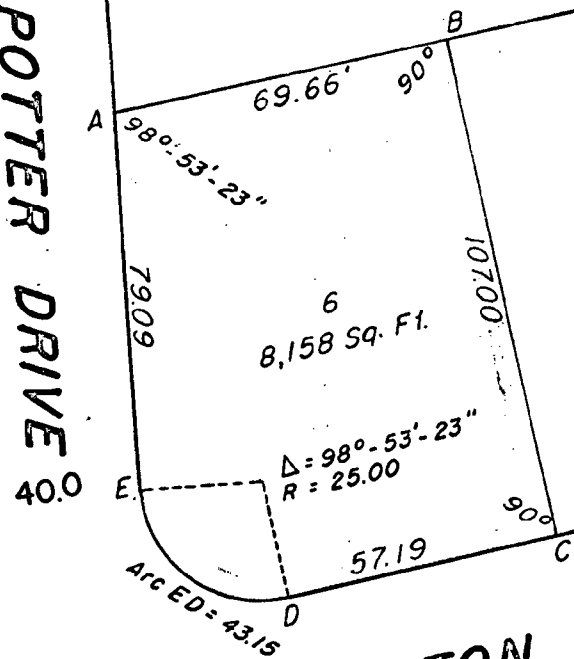 POTTER DRIVE
40.0
A
B
69.66'
90°
98°-53'-23"
79.09
107.00
6
8,158 Sq. Ft.
Δ = 98°-53'-23"
R = 25.00
E
90°
57.19
C
D
Arc ED = 43.15